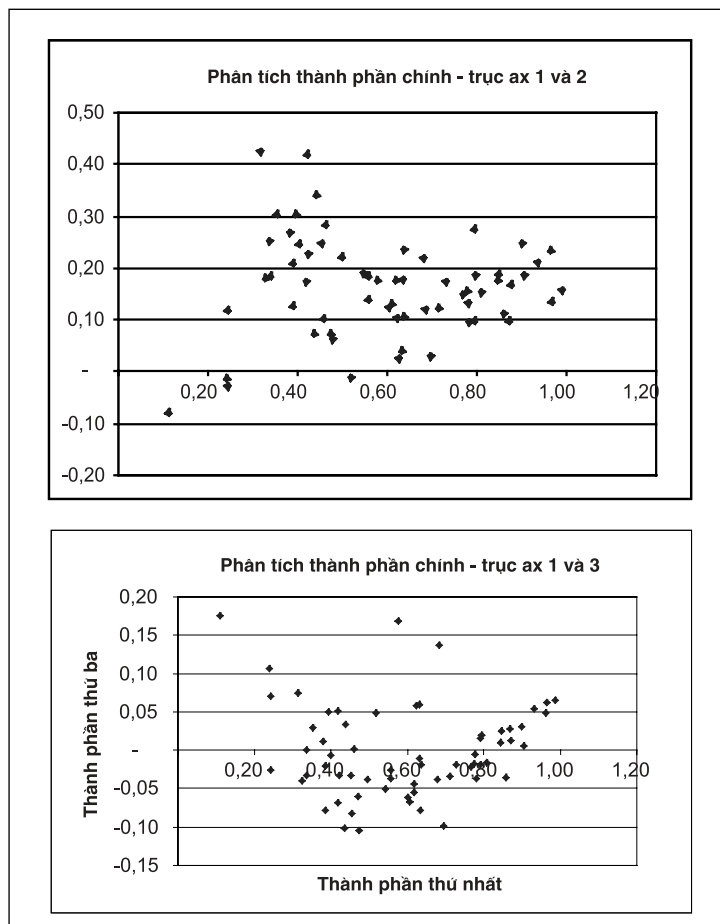 Phân tích thành phần chính - trục ax 1 và 2
0,50
0,40
0,30
0,20
0,10
-
0,20 0,40 0,60 0,80 1,00 1,20
-0,10
-0,20
Phân tích thành phần chính - trục ax 1 và 3
Thành phần thứ ba
0,20
0,15
0,10
0,05
-
0,20 0,40 0,60 0,80 1,00 1,20
-0,05
-0,10
-0,15
Thành phần thứ nhất